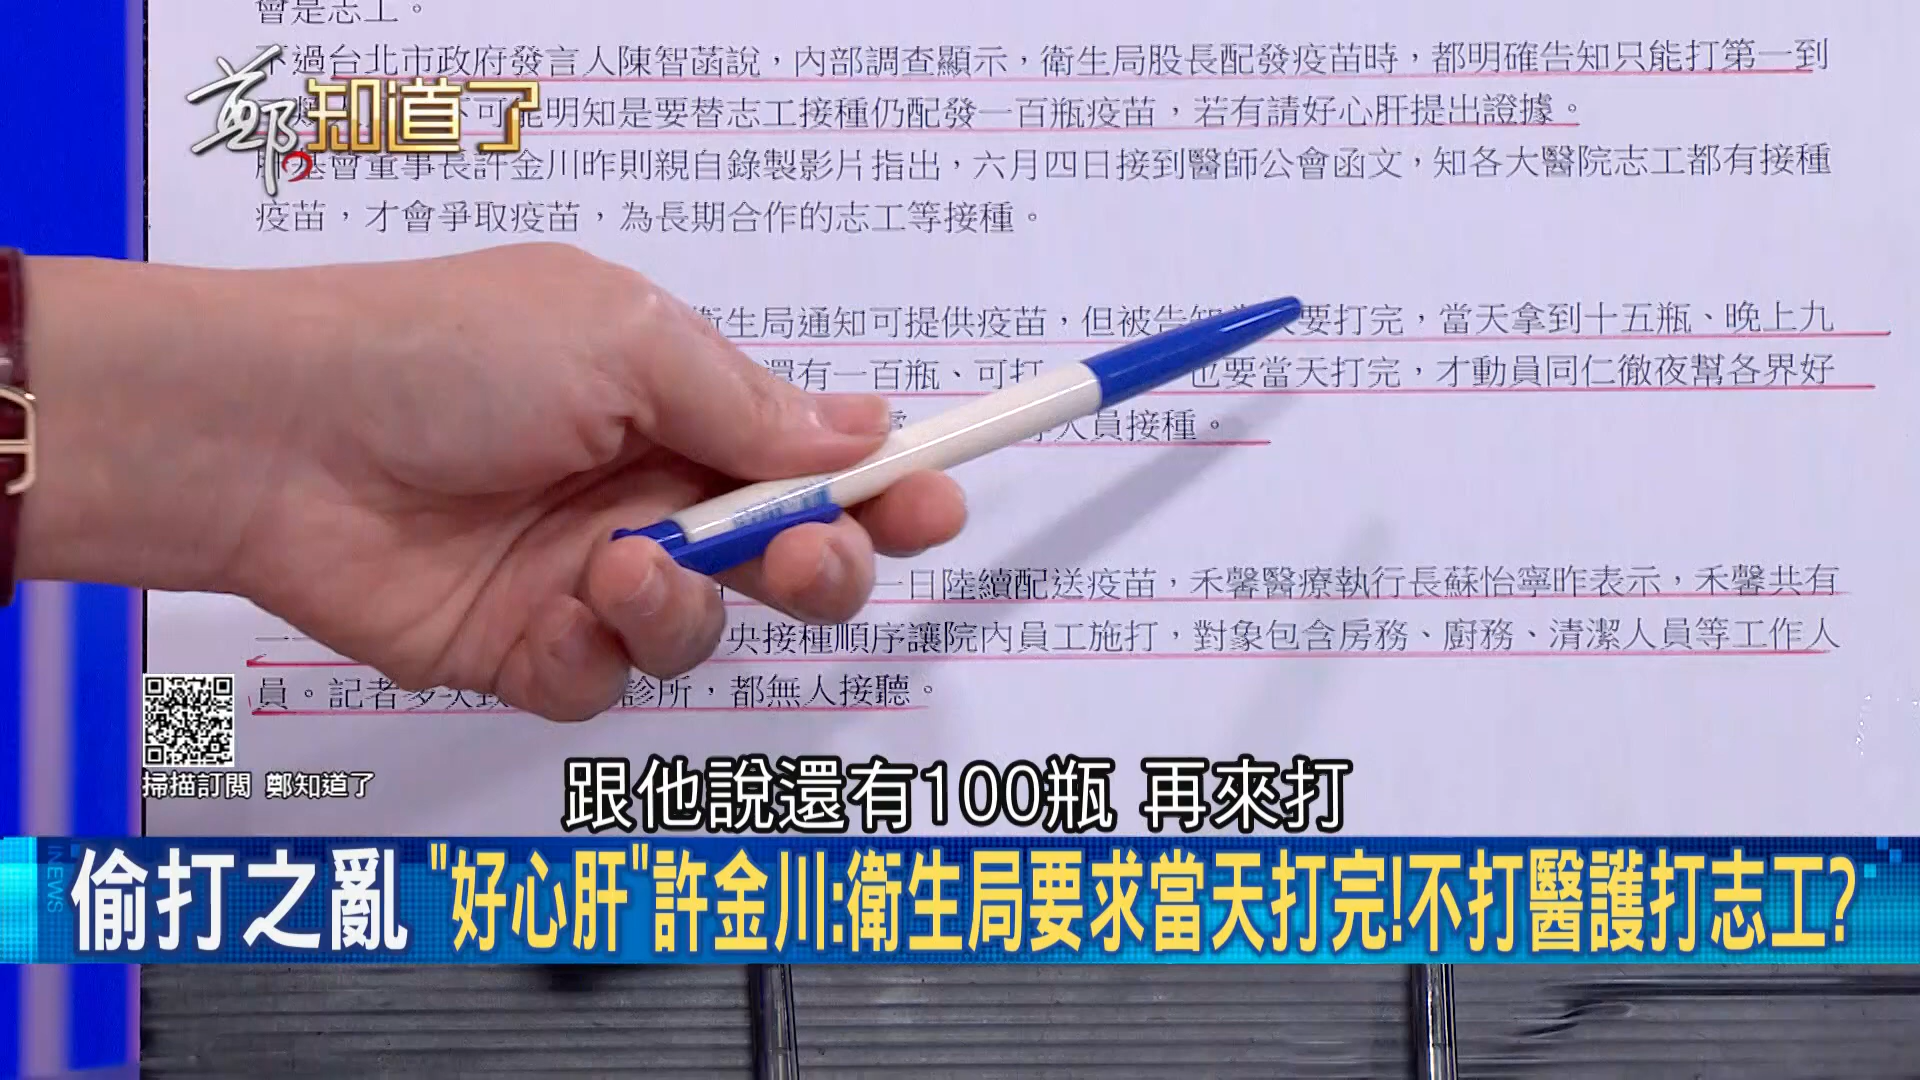 會是志工。
不過台北市政府發言人陳智菡說，內部調查顯示，衛生局股長配發疫苗時，都明確告知只能打第一到
不可能明知是要替志工接種仍配發一百瓶疫苗，若有請好心肝提出證據。
肝基會董事長許金川昨則親自錄製影片指出，六月四日接到醫師公會函文，知各大醫院志工都有接種
疫苗，才會爭取疫苗，為長期合作的志工等接種。
鄭知道了
衛生局通知可提供疫苗，但被告知 要打完，當天拿到十五瓶、晚上九
還有一百瓶、可打 也要當天打完，才動員同仁徹夜幫各界好
等人員接種。
一日陸續配送疫苗，禾馨醫療執行長蘇怡寧昨表示，禾馨共有
央接種順序讓院內員工施打，對象包含房務、廚務、清潔人員等工作人
員。記者多次致 診所，都無人接聽。
掃描訂閱 鄭知道了
跟他說還有100瓶 再來打
INEWS
偷打之亂 "好心肝"許金川:衛生局要求當天打完!不打醫護打志工?